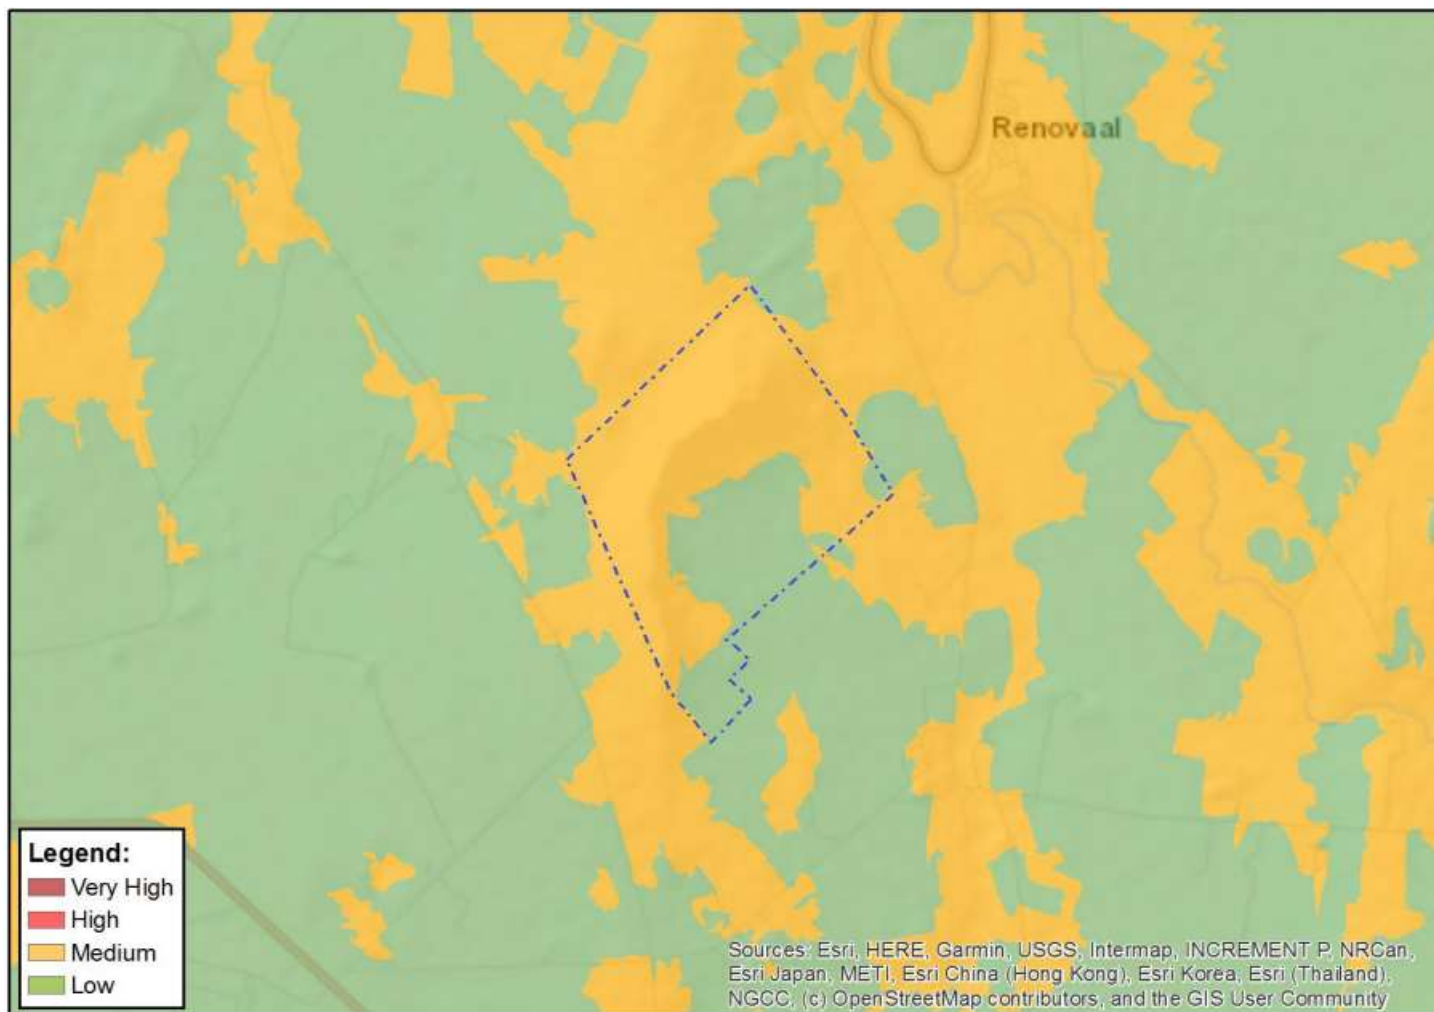 Renovaal
Legend:
Very High
High
Medium
Low
Sources: Esri, HERE, Garmin, USGS, Intermap, INCREMENT P, NRCan,
Esri Japan, METI, Esri China (Hong Kong), Esri Korea, Esri (Thailand),
NGCC, (c) OpenStreetMap contributors, and the GIS User Community